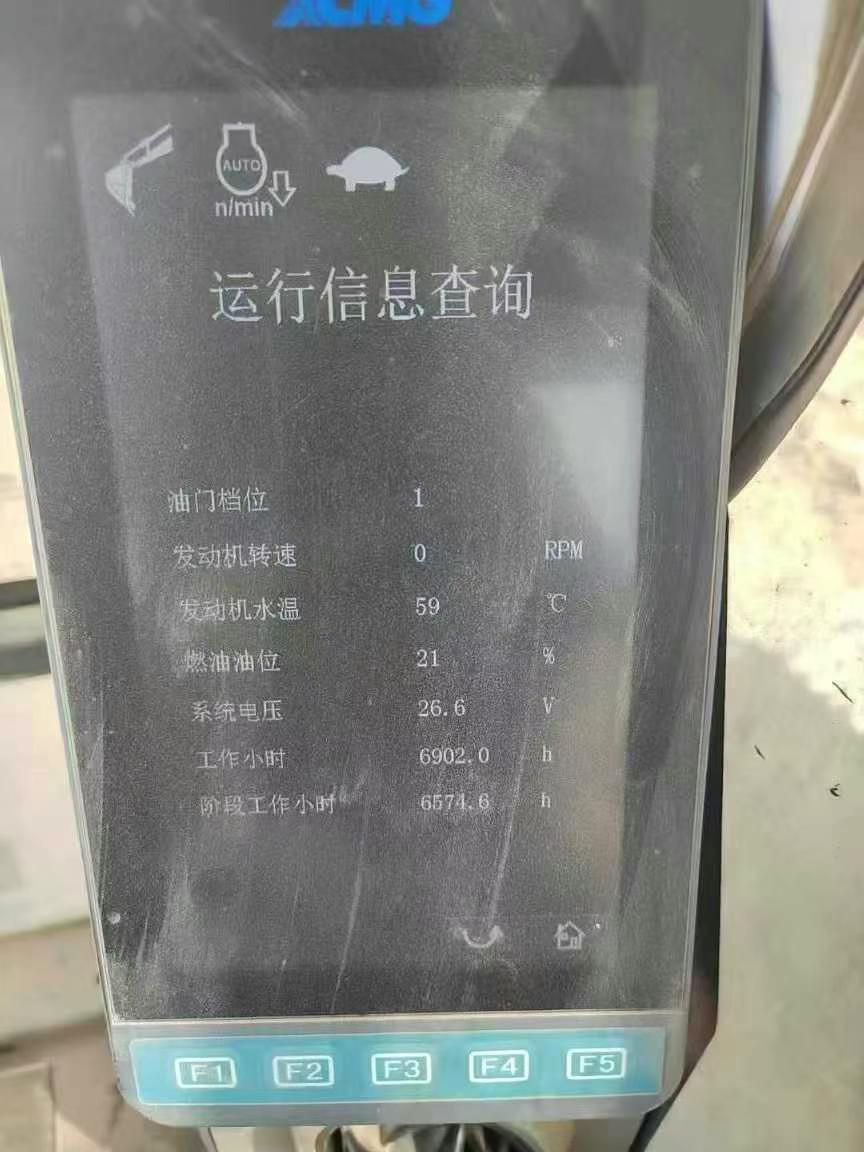 XCMG
AUTO
n/min
运行信息查询
油门档位 1
发动机转速 0 RPM
发动机水温 59 ℃
燃油油位 21 %
系统电压 26.6 V
工作小时 6902.0 h
阶段工作小时 6574.6 h
F1 F2 F3 F4 F5